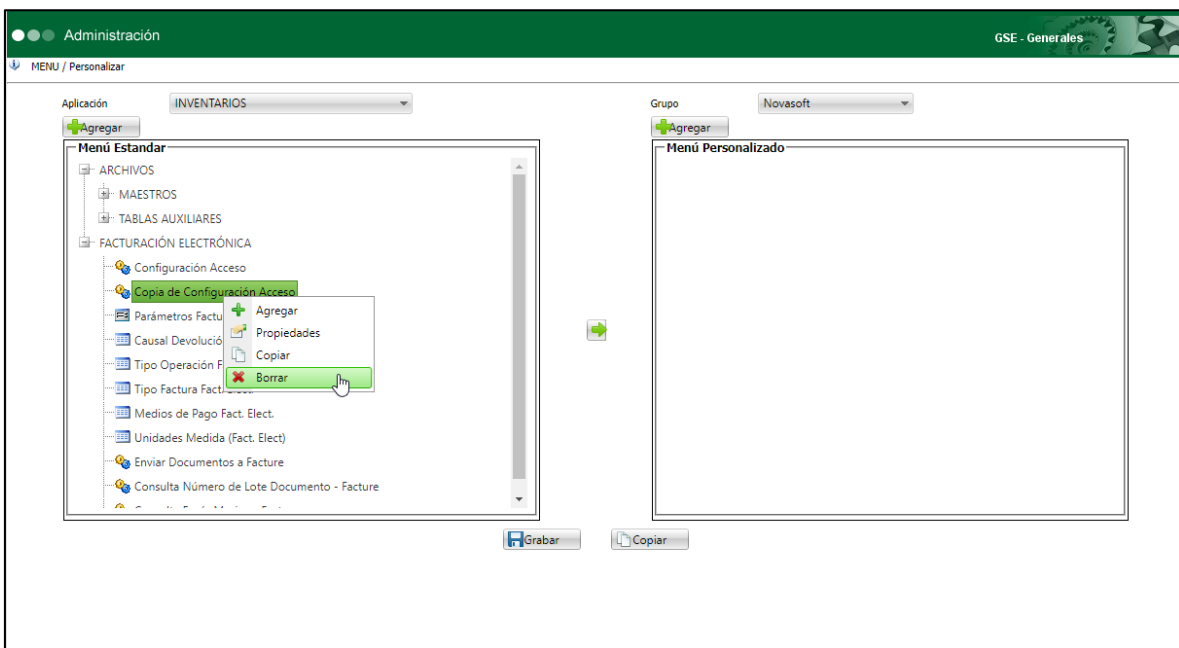 Administración
GSE - Generales
MENU / Personalizar
Aplicación INVENTARIOS
Grupo Novasoft
Agregar
Agregar
Menú Estandar
Menú Personalizado
ARCHIVOS
MAESTROS
TABLAS AUXILIARES
FACTURACIÓN ELECTRÓNICA
Configuración Acceso
Copia de Configuración Acceso
Agregar
Parámetros Factu
Propiedades
Causal Devolució
Copiar
Tipo Operación F
Borrar
Tipo Factura Fact.
Medios de Pago Fact. Elect.
Unidades Medida (Fact. Elect)
Enviar Documentos a Facture
Consulta Número de Lote Documento - Facture
Grabar
Copiar